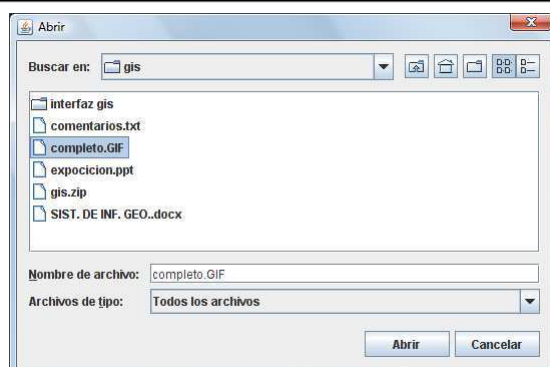 Abrir
Buscar en: gis
interfaz gis
comentarios.txt
completo.GIF
expocicion.ppt
gis.zip
SIST. DE INF. GEO..docx
Nombre de archivo: completo.GIF
Archivos de tipo: Todos los archivos
Abrir Cancelar